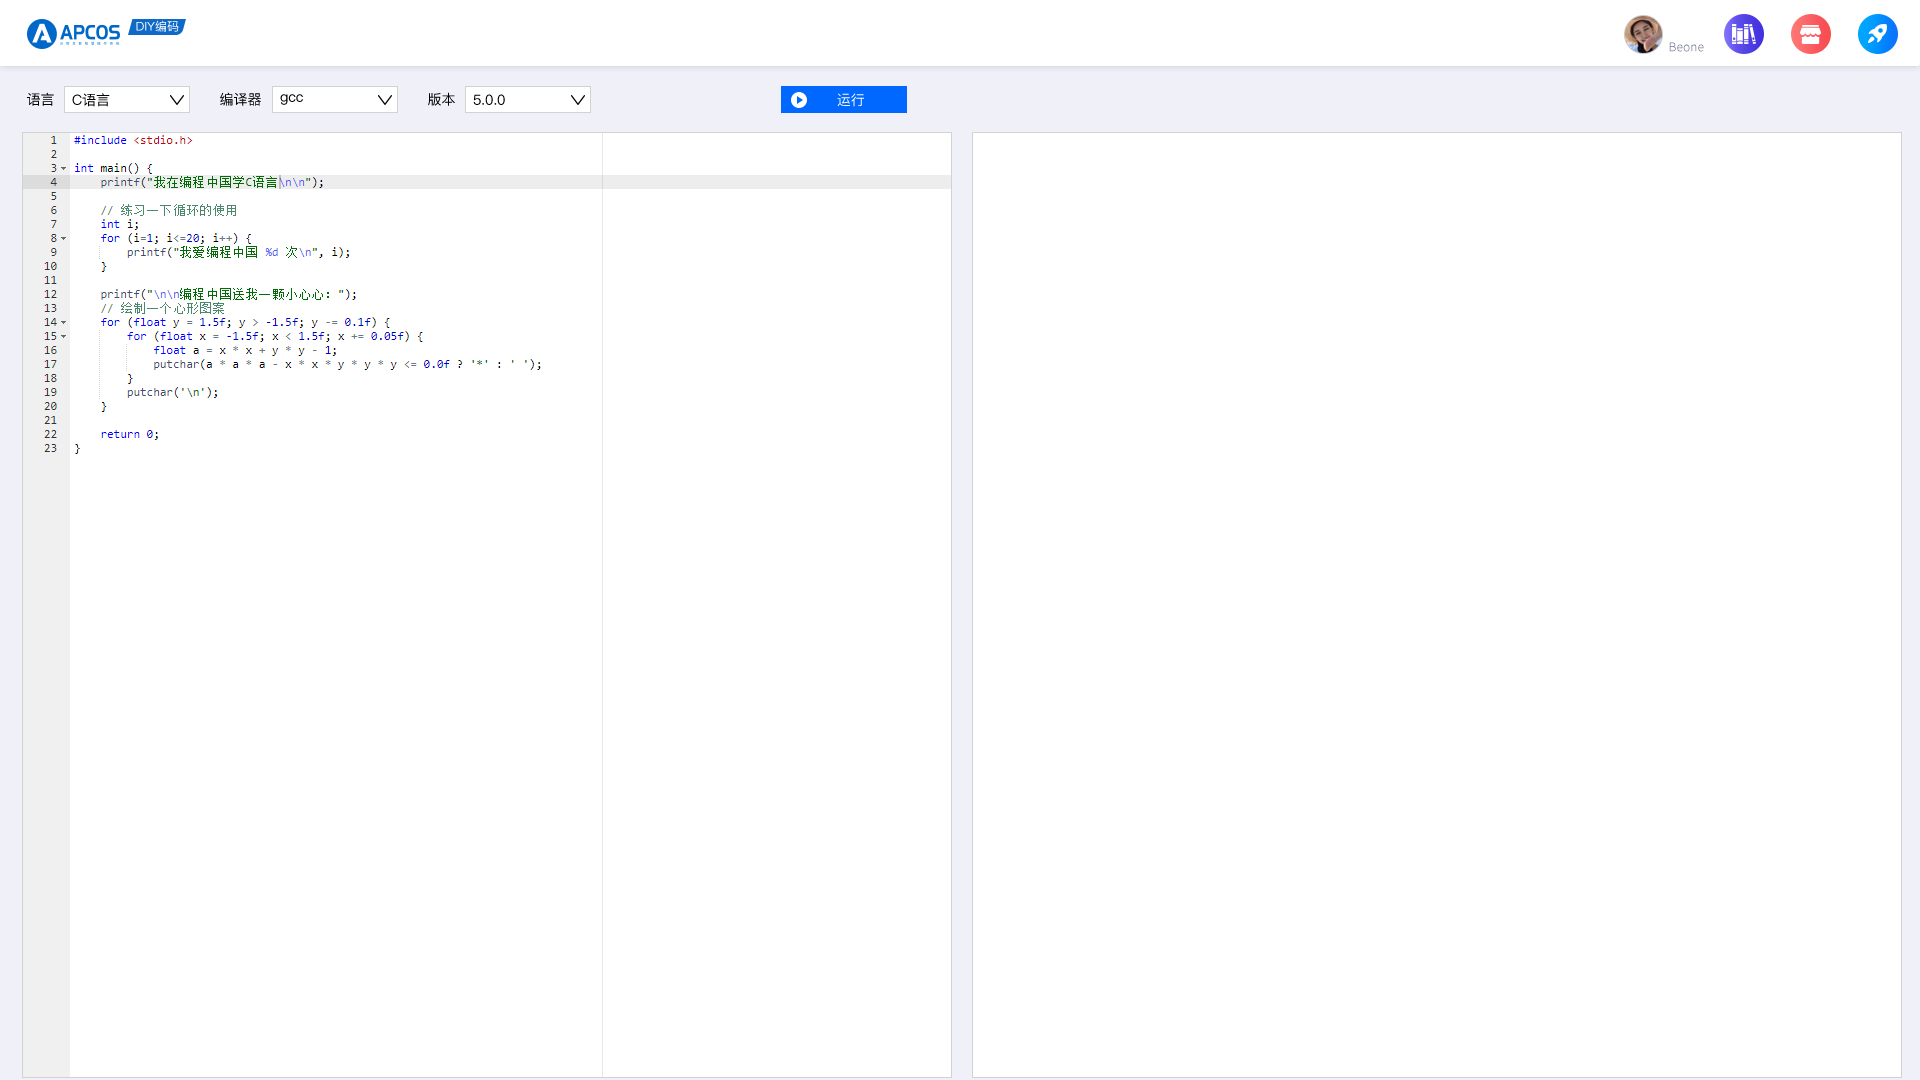 APCOS DIY编码
Beone
语言 C语言 编译器 gcc 版本 5.0.0 运行
1 #include <stdio.h>
2
3 int main() {
4     printf("我在编程中国学C语言\n\n");
5
6     // 练习一下循环的使用
7     int i;
8     for (i=1; i<=20; i++) {
9         printf("我爱编程中国 %d 次\n", i);
10     }
11
12     printf("\n\n编程中国送我一颗小心心：");
13     // 绘制一个心形图案
14     for (float y = 1.5f; y > -1.5f; y -= 0.1f) {
15         for (float x = -1.5f; x < 1.5f; x += 0.05f) {
16             float a = x * x + y * y - 1;
17             putchar(a * a * a - x * x * y * y * y <= 0.0f ? '*' : ' ');
18         }
19         putchar('\n');
20     }
21
22     return 0;
23 }